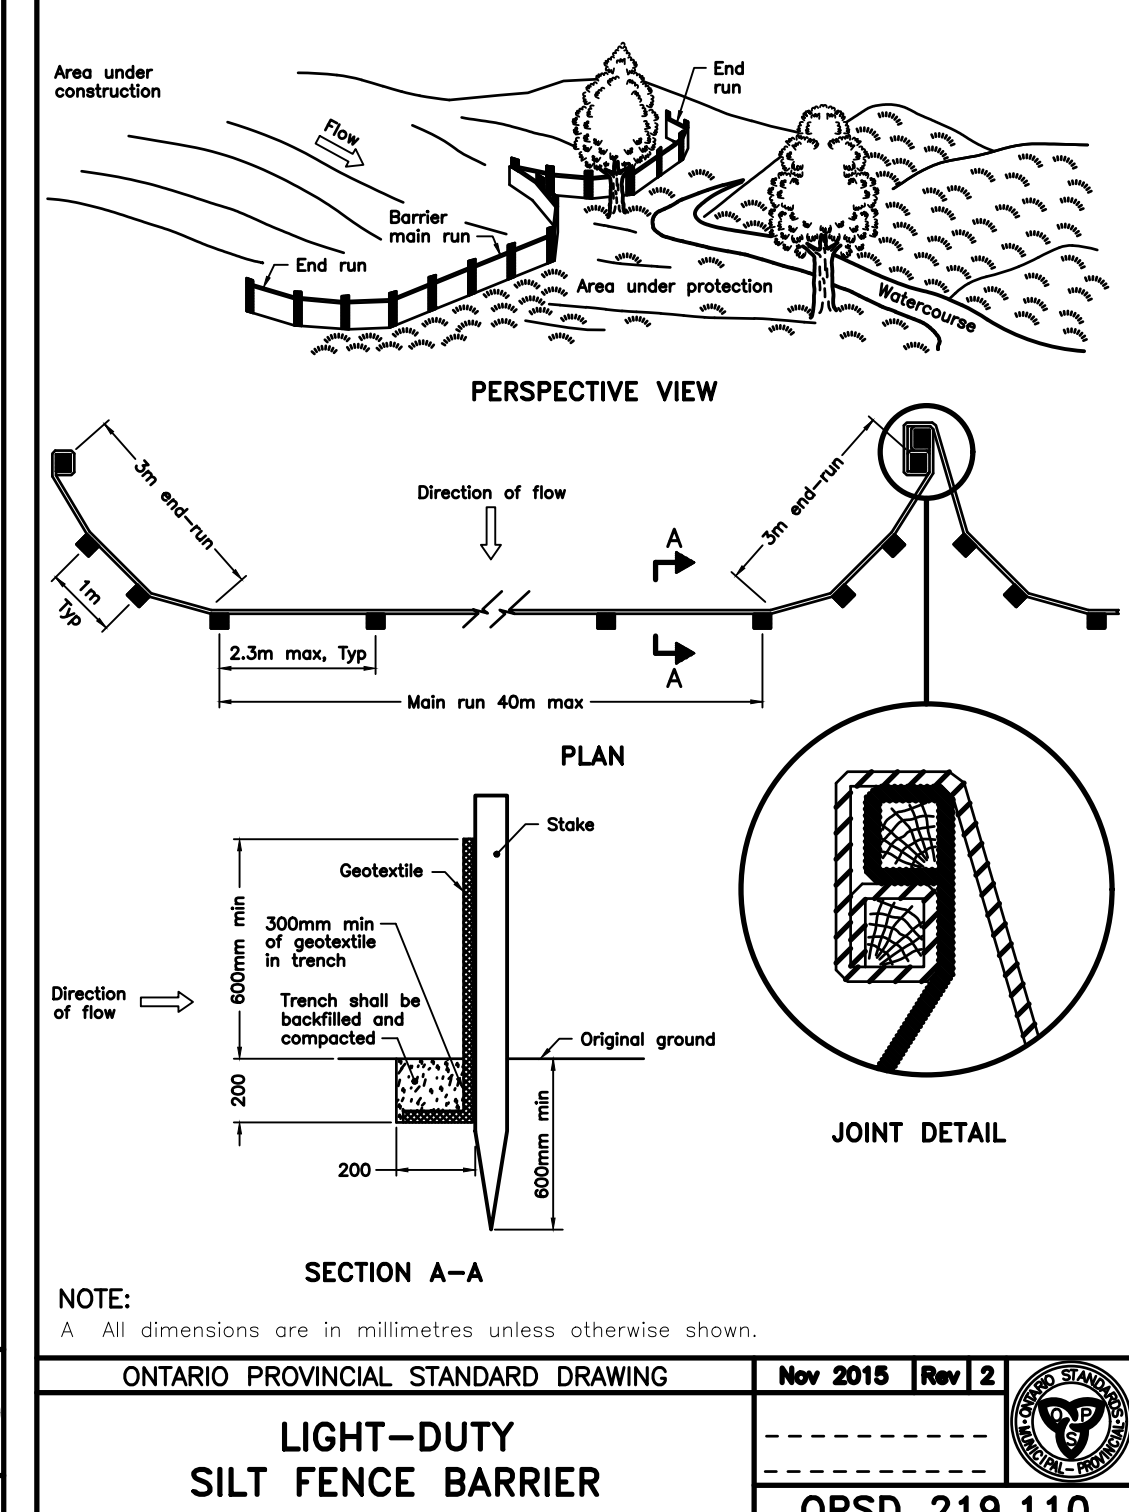 Area under
construction
Flow
End
run
Barrier
main run
End run
Area under protection
Watercourse
PERSPECTIVE VIEW
3m end-run
Direction of flow
3m end-run
A
1m
Typ
2.3m max, Typ
A
Main run 40m max
PLAN
Stake
Geotextile
300mm min
of geotextile
in trench
600mm min
Direction
of flow
Trench shall be
backfilled and
compacted
Original ground
200
600mm min
200
JOINT DETAIL
SECTION A-A
NOTE:
A All dimensions are in millimetres unless otherwise shown.
ONTARIO PROVINCIAL STANDARD DRAWING
Nov 2015 Rev 2
ONTARIO STANDARDS
MUNICIPAL - PROVINCIAL
O P S
LIGHT-DUTY
SILT FENCE BARRIER
OPSD 219.110